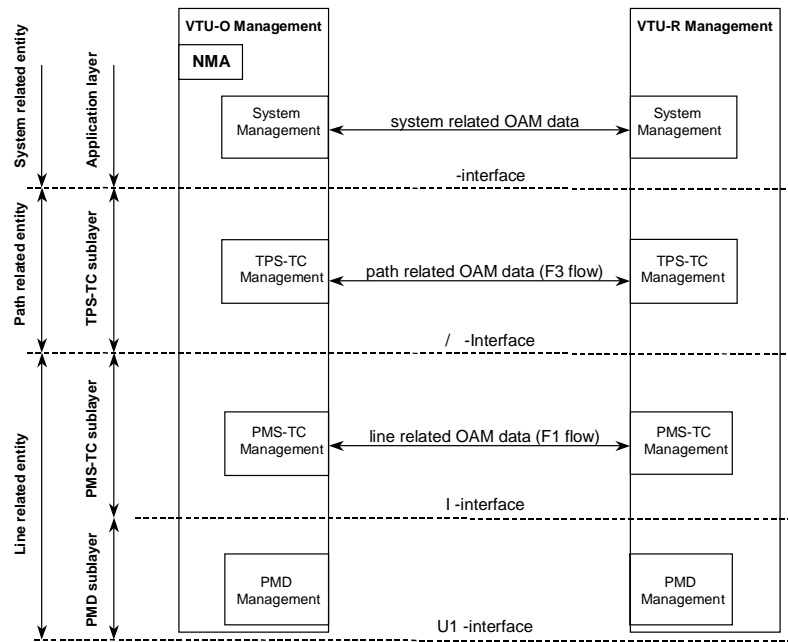 VTU-O Management
VTU-R Management
NMA
System related entity
Application layer
System
Management
system related OAM data
System
Management
-interface
Path related entity
TPS-TC sublayer
TPS-TC
Management
path related OAM data (F3 flow)
TPS-TC
Management
/ -Interface
Line related entity
PMS-TC sublayer
PMS-TC
Management
line related OAM data (F1 flow)
PMS-TC
Management
I -interface
PMD sublayer
PMD
Management
PMD
Management
U1 -interface